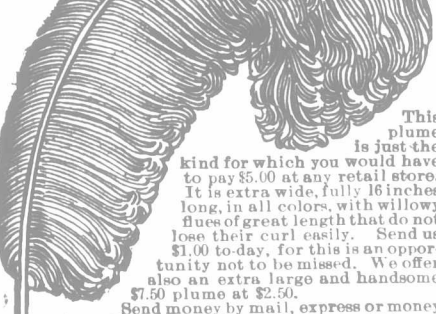 This
plume
is just the
kind for which you would have
to pay $5.00 at any retail store.
It is extra wide, fully 16 inches
long, in all colors, with willowy
flues of great length that do not
lose their curl easily. Send us
$1.00 to-day, for this is an oppor
tunity not to be missed. We offer
also an extra large and handsome
$7.50 plume at $2.50.
Send money by mail, express or money